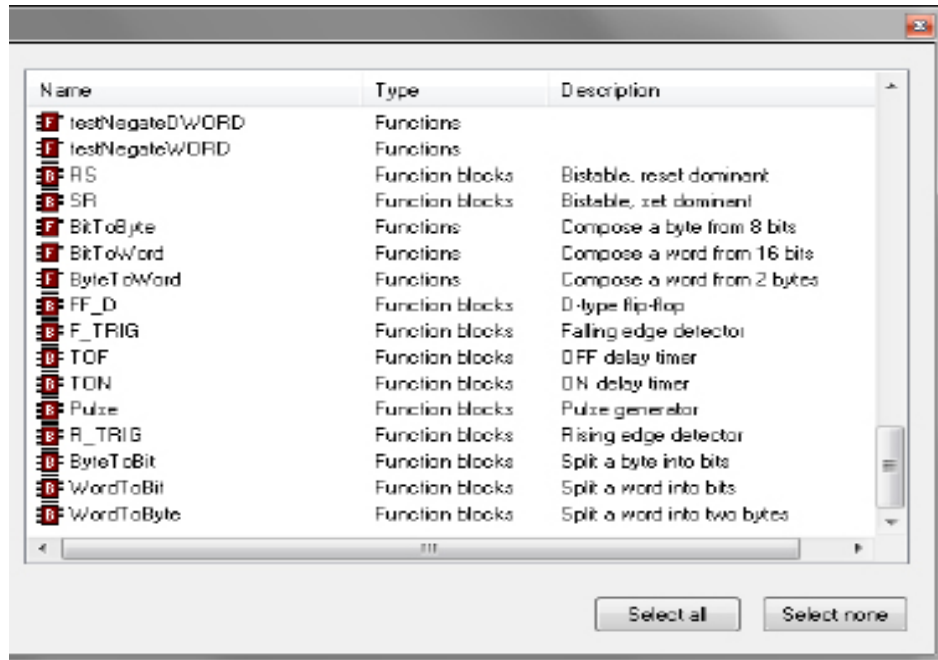 Name Type Description
F testNegateDWORD Functions
F testNegateWORD Functions
B RS Function blocks Bistable, reset dominant
B SR Function blocks Bistable, set dominant
F BitToByte Functions Compose a byte from 8 bits
F BitToWord Functions Compose a word from 16 bits
F ByteToWord Functions Compose a word from 2 bytes
B FF_D Function blocks D-type flip-flop
B F_TRIG Function blocks Falling edge detector
B TOF Function blocks OFF delay timer
B TON Function blocks ON delay timer
B Pulze Function blocks Pulze generator
B R_TRIG Function blocks Rising edge detector
B ByteToBit Function blocks Split a byte into bits
B WordToBit Function blocks Split a word into bits
B WordToByte Function blocks Split a word into two bytes
Select all Select none